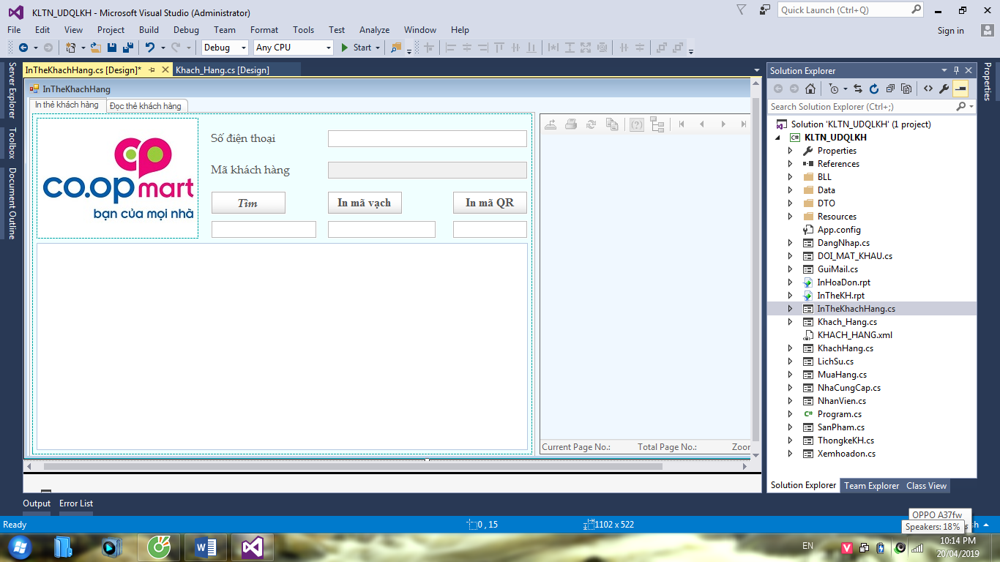 KLTN_UDQLKH - Microsoft Visual Studio (Administrator)
Quick Launch (Ctrl+Q)
File Edit View Project Build Debug Team Format Tools Test Analyze Window Help
Sign in
Debug Any CPU Start
Server Explorer
Toolbox
Document Outline
InTheKhachHang.cs [Design]* Khach_Hang.cs [Design]
InTheKhachHang
In thẻ khách hàng Đọc thẻ khách hàng
co.op mart
bạn của mọi nhà
Số điện thoại
Mã khách hàng
Tìm In mã vạch In mã QR
Current Page No.: Total Page No.: Zoor
Solution Explorer
Search Solution Explorer (Ctrl+;)
Solution 'KLTN_UDQLKH' (1 project)
C# KLTN_UDQLKH
Properties
References
BLL
Data
DTO
Resources
App.config
DangNhap.cs
DOI_MAT_KHAU.cs
GuiMail.cs
InHoaDon.rpt
InTheKH.rpt
InTheKhachHang.cs
Khach_Hang.cs
KHACH_HANG.xml
KhachHang.cs
LichSu.cs
MuaHang.cs
NhaCungCap.cs
NhanVien.cs
C# Program.cs
SanPham.cs
ThongkeKH.cs
Xemhoadon.cs
Solution Explorer Team Explorer Class View
Properties
Output Error List
Ready 0 , 15 1102 x 522
OPPO A37fw
Speakers: 18%
EN
10:14 PM
20/04/2019